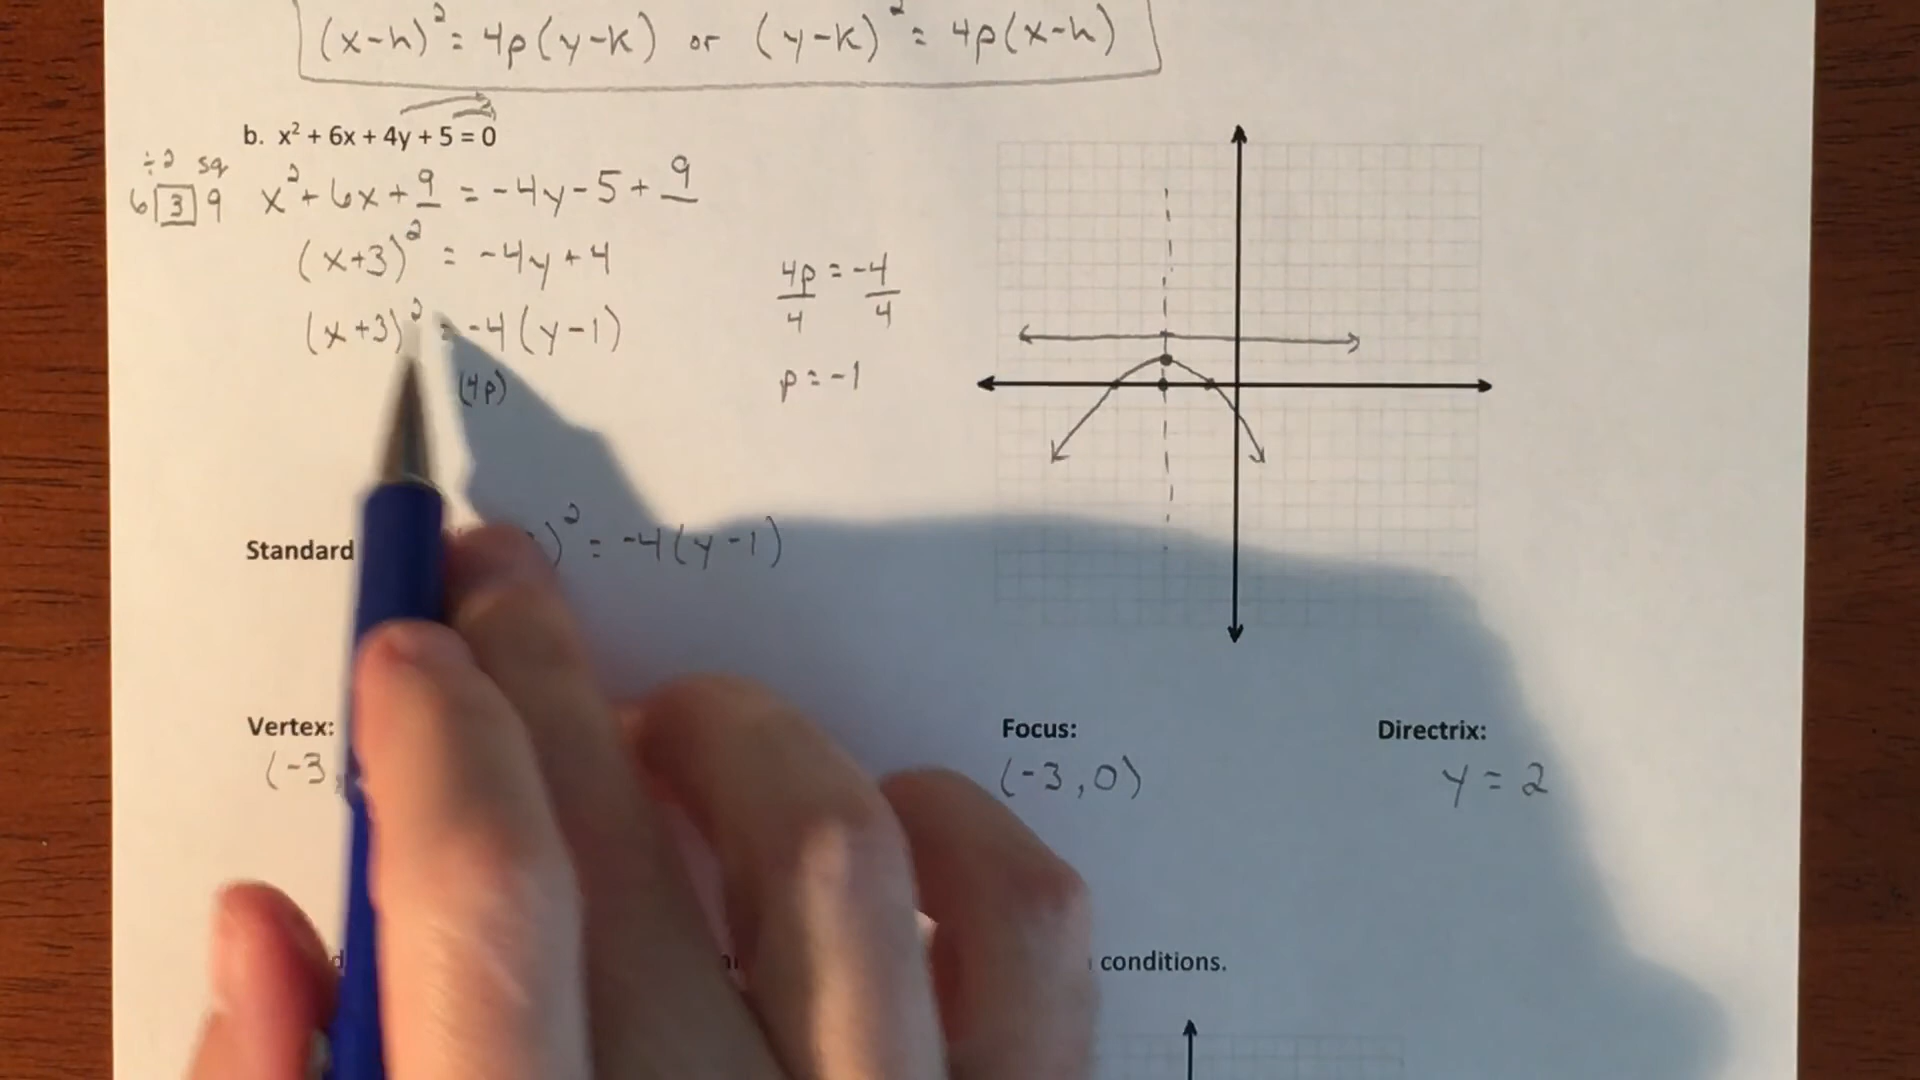 (x-h)² = 4p(y-k) or (y-k)² = 4p(x-h)
b. x² + 6x + 4y + 5 = 0
÷2 sq
6 3 9
x² + 6x + 9 = -4y - 5 + 9
(x+3)² = -4y + 4
(x+3)² = -4(y-1)
(4p)
4p = -4
4 4
p = -1
Standard )² = -4(y-1)
Vertex:
(-3,
Focus:
(-3,0)
Directrix:
y = 2
conditions.